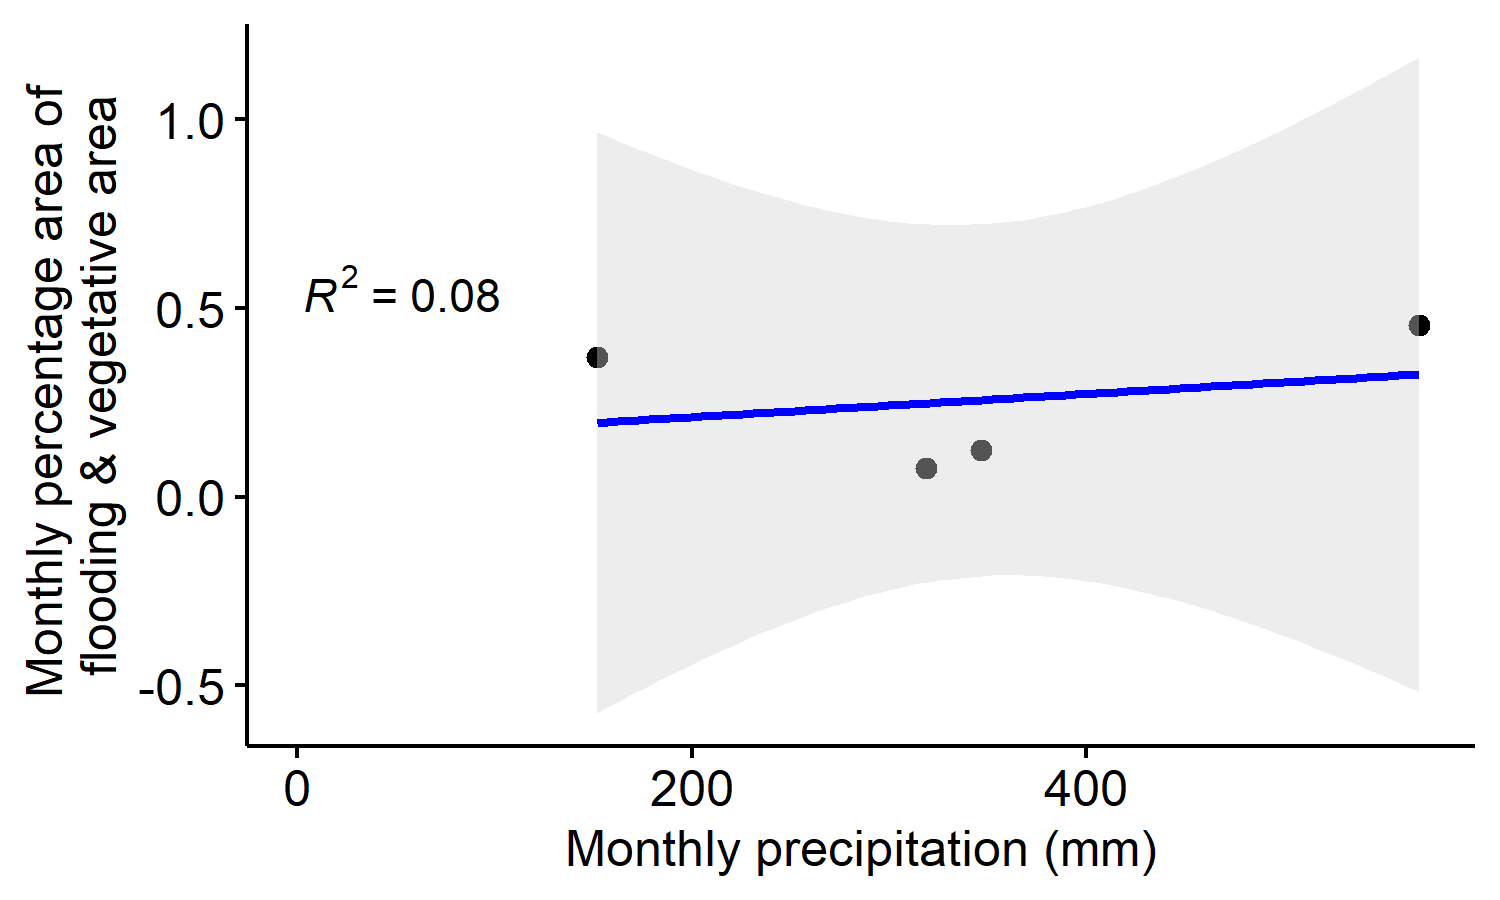 Monthly percentage area of
flooding & vegetative area
1.0
0.5
0.0
-0.5
R² = 0.08
0 200 400
Monthly precipitation (mm)